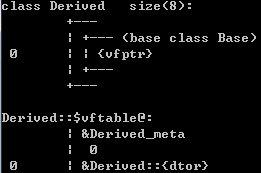 class Derived   size(8):
        +---
        | +--- (base class Base)
 0      | | {vfptr}
        | +---
        +---

Derived::$vftable@:
        | &Derived_meta
        |  0
 0      | &Derived::{dtor}